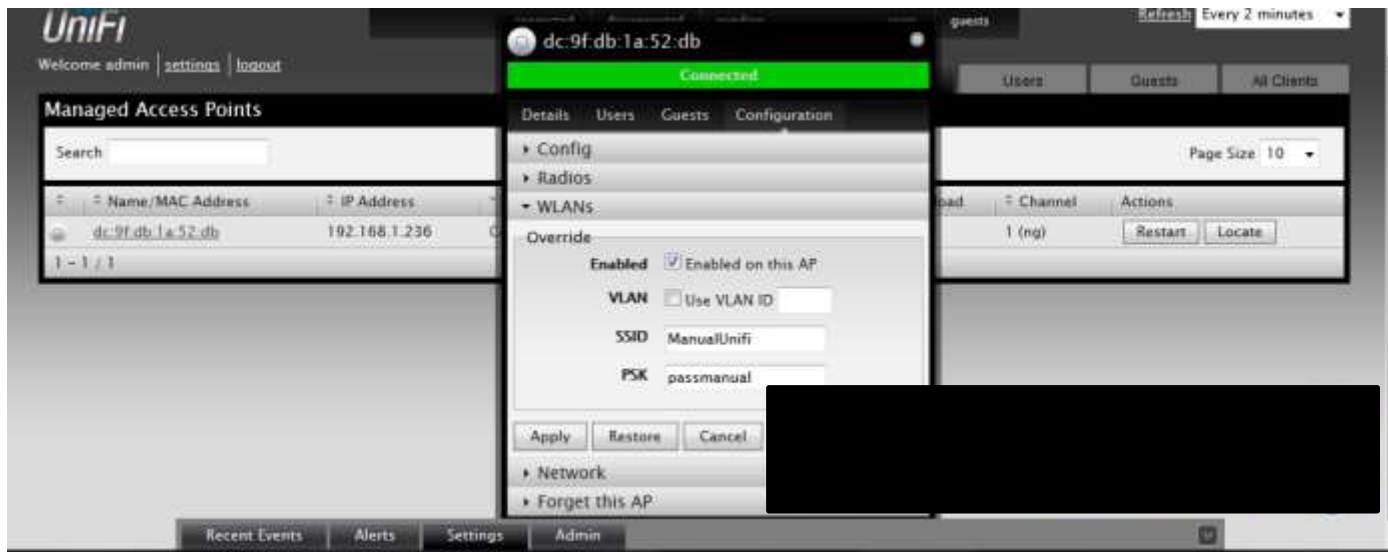 UniFi
guests
Refresh Every 2 minutes
Welcome admin | settings | logout
dc:9f:db:1a:52:db
Connected
Users Guests All Clients
Managed Access Points
Details Users Guests Configuration
Search
Page Size 10
Config
Radios
WLANs
Name/MAC Address IP Address Channel Actions
dc:9f:db:1a:52:db 192.168.1.236 1 (ng) Restart Locate
1 - 1 / 1
Override
Enabled Enabled on this AP
VLAN Use VLAN ID
SSID ManualUnifi
PSK passmanual
Apply Restore Cancel
Network
Forget this AP
Recent Events Alerts Settings Admin